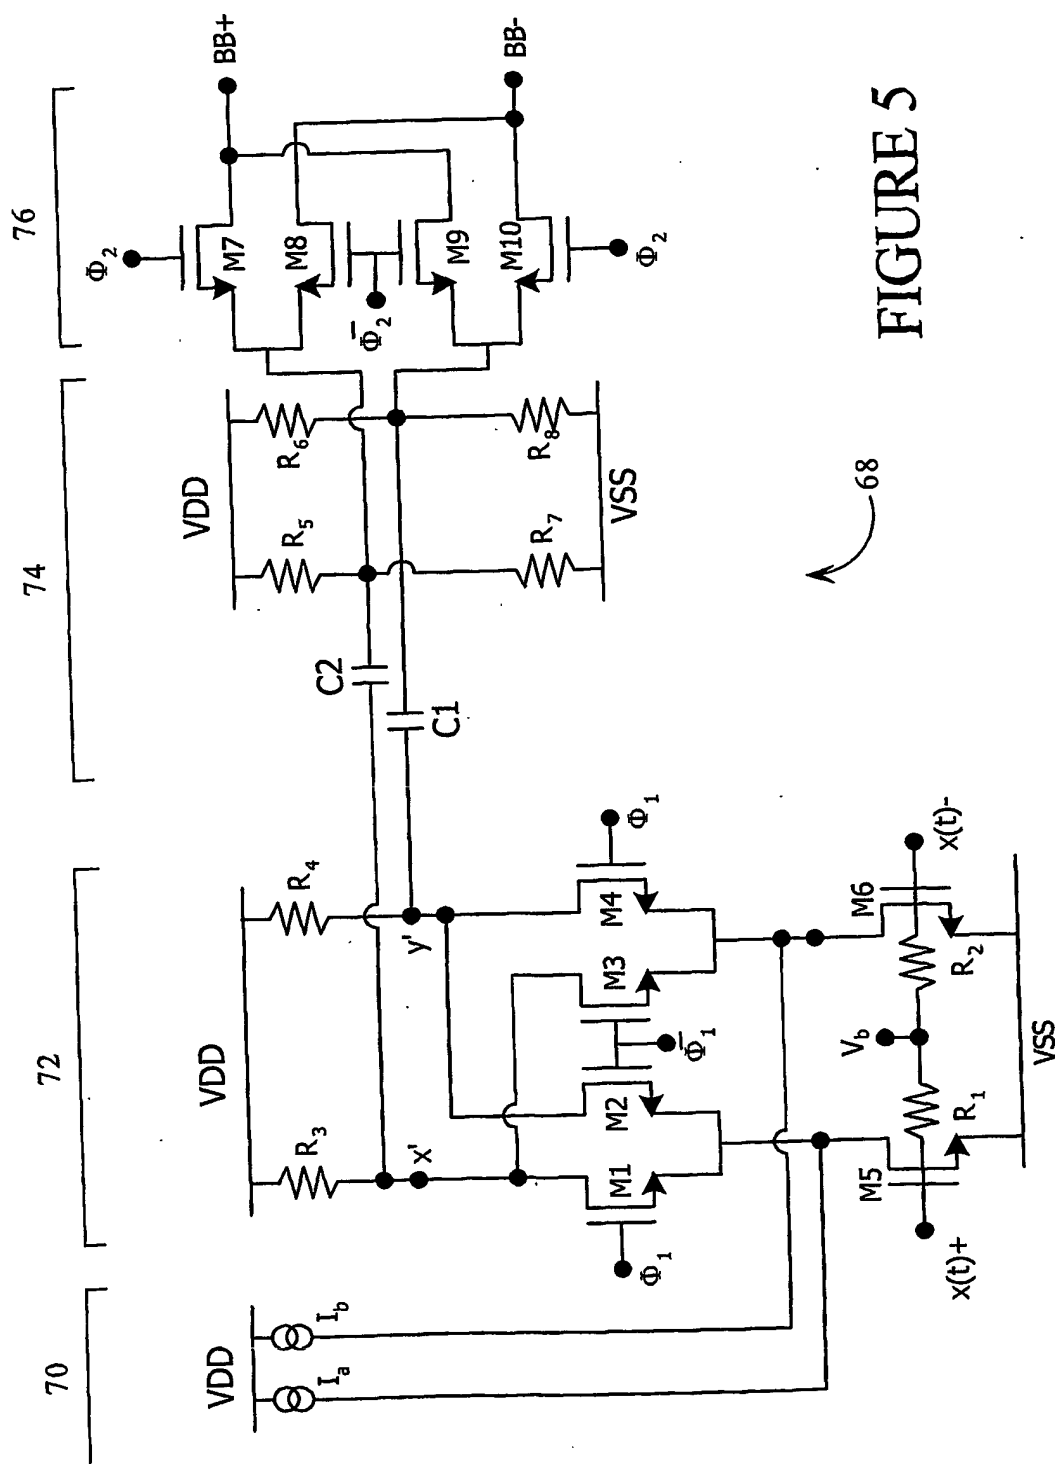 70
72
74
76
VDD
I_a
I_b
VDD
R_3
R_4
x'
y'
C2
C1
VDD
R_5
R_6
R_7
R_8
VSS
Φ_2
M7
M8
Φ̄_2
M9
M10
Φ_2
BB+
BB-
Φ_1
M1
M2
Φ̄_1
M3
M4
Φ_1
M5
M6
x(t)+
R_1
V_b
R_2
x(t)-
VSS
68
FIGURE 5